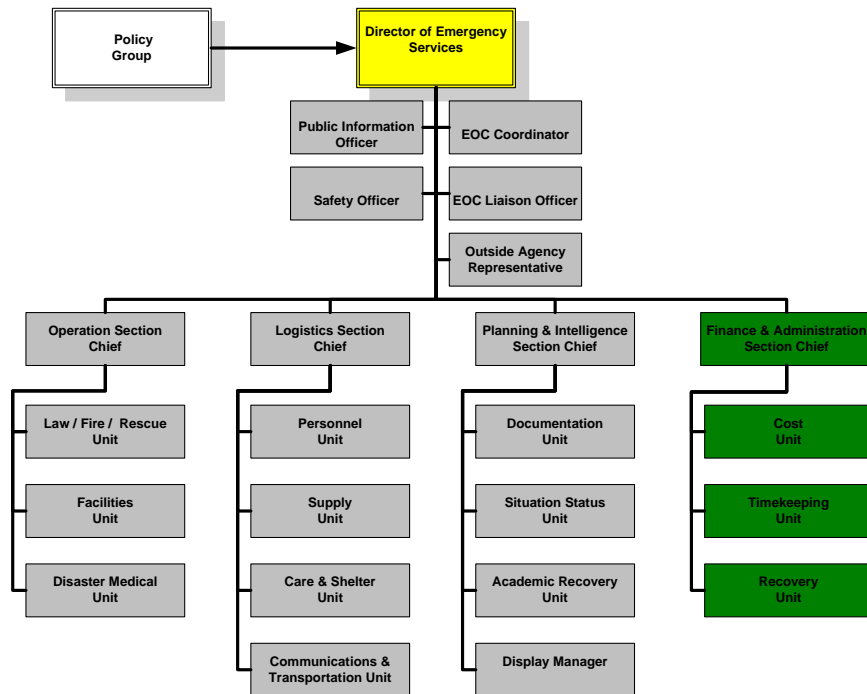 Policy
Group
Director of Emergency
Services
Public Information
Officer
EOC Coordinator
Safety Officer
EOC Liaison Officer
Outside Agency
Representative
Operation Section
Chief
Logistics Section
Chief
Planning & Intelligence
Section Chief
Finance & Administration
Section Chief
Law / Fire / Rescue
Unit
Personnel
Unit
Documentation
Unit
Cost
Unit
Facilities
Unit
Supply
Unit
Situation Status
Unit
Timekeeping
Unit
Disaster Medical
Unit
Care & Shelter
Unit
Academic Recovery
Unit
Recovery
Unit
Communications &
Transportation Unit
Display Manager